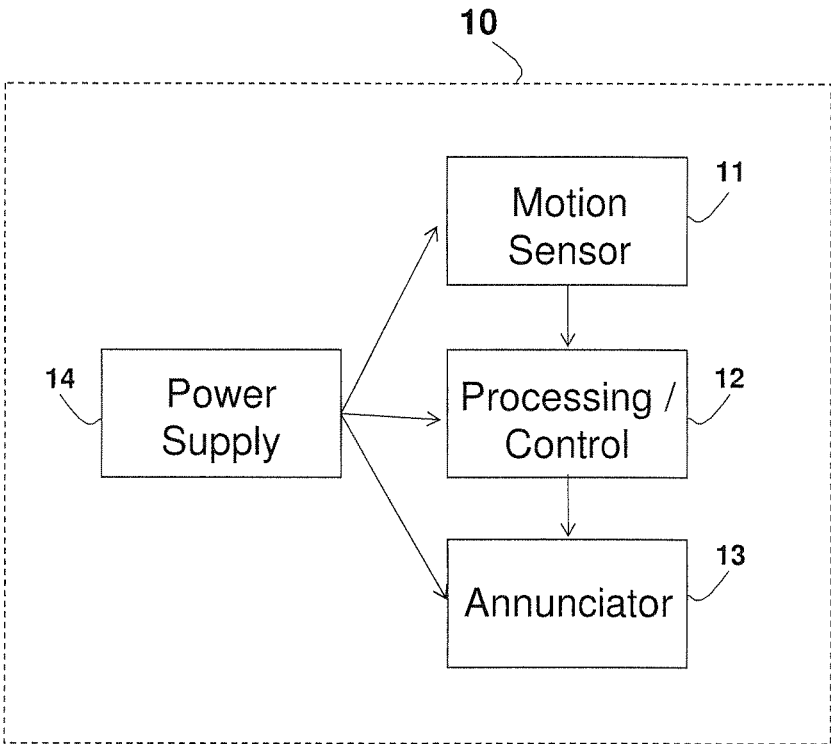 10
Motion
Sensor
11
14
Power
Supply
Processing /
Control
12
Annunciator
13